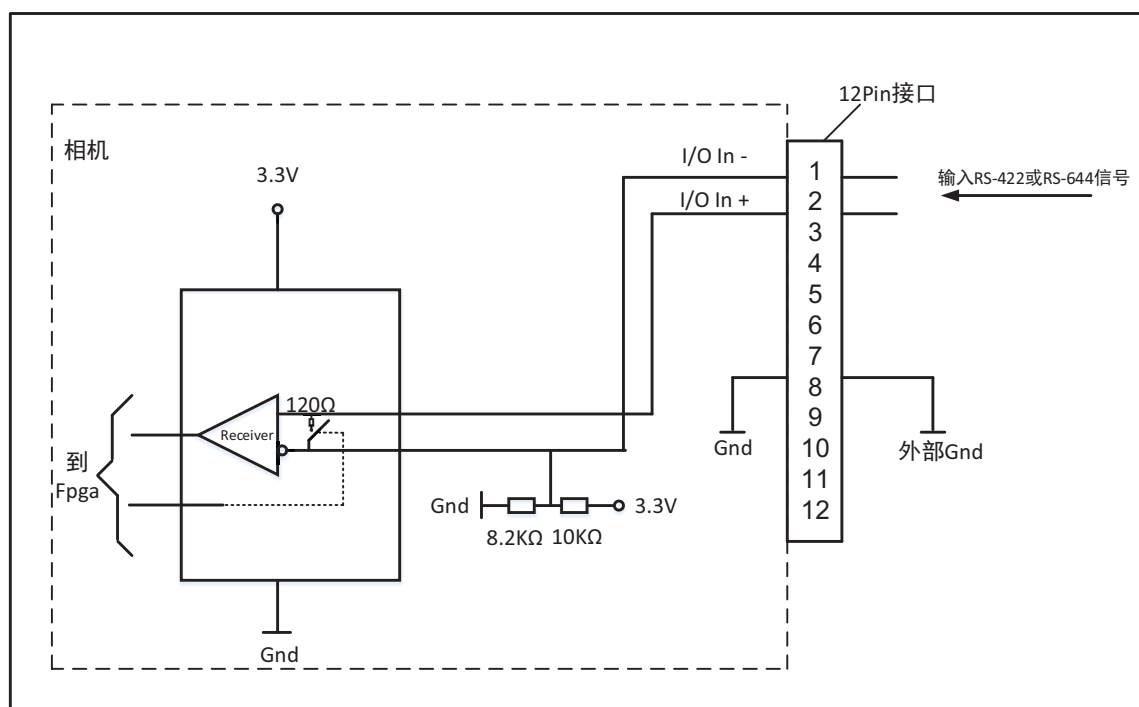 12Pin接口
相机
I/O In -
3.3V
1
输入RS-422或RS-644信号
I/O In +
2
3
4
5
6
7
8
9
10
11
12
120Ω
Receiver
到
Fpga
Gnd
外部Gnd
Gnd
3.3V
8.2KΩ
10KΩ
Gnd